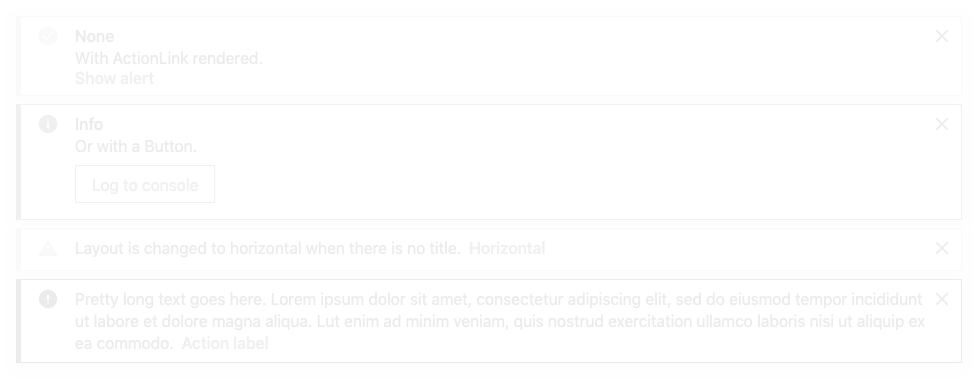 None
With ActionLink rendered.
Show alert
Info
Or with a Button.
Log to console
Layout is changed to horizontal when there is no title. Horizontal
Pretty long text goes here. Lorem ipsum dolor sit amet, consectetur adipiscing elit, sed do eiusmod tempor incididunt
ut labore et dolore magna aliqua. Lut enim ad minim veniam, quis nostrud exercitation ullamco laboris nisi ut aliquip ex
ea commodo. Action label